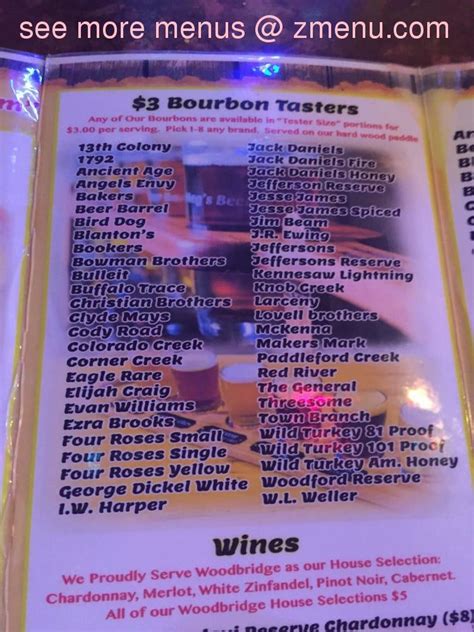 see more menus @ zmenu.com
$3 Bourbon Tasters
Any of Our Bourbons are available in "Taster Size" portions for
$3.00 per serving. Pick 1-8 any brand. Served on our hard wood paddle
13th Colony
1792
Ancient Age
Angels Envy
Bakers
Beer Barrel
Bird Dog
Blanton's
Bookers
Bowman Brothers
Bulleit
Buffalo Trace
Christian Brothers
Clyde Mays
Cody Road
Colorado Creek
Corner Creek
Eagle Rare
Elijah Craig
Evan Williams
Ezra Brooks
Four Roses Small
Four Roses Single
Four Roses Yellow
George Dickel White
I.W. Harper
Jack Daniels
Jack Daniels Fire
Jack Daniels Honey
Jefferson Reserve
Jesse James
Jesse James Spiced
Jim Beam
J.R. Ewing
Jeffersons
Jeffersons Reserve
Kennesaw Lightning
Knob Creek
Larceny
Lovell brothers
McKenna
Makers Mark
Paddleford Creek
Red River
The General
Threesome
Town Branch
Wild Turkey 81 Proof
Wild Turkey 101 Proof
Wild Turkey Am. Honey
Woodford Reserve
W.L. Weller
Wines
We Proudly Serve Woodbridge as our House Selection:
Chardonnay, Merlot, White Zinfandel, Pinot Noir, Cabernet.
All of our Woodbridge House Selections $5
Reserve Chardonnay ($8